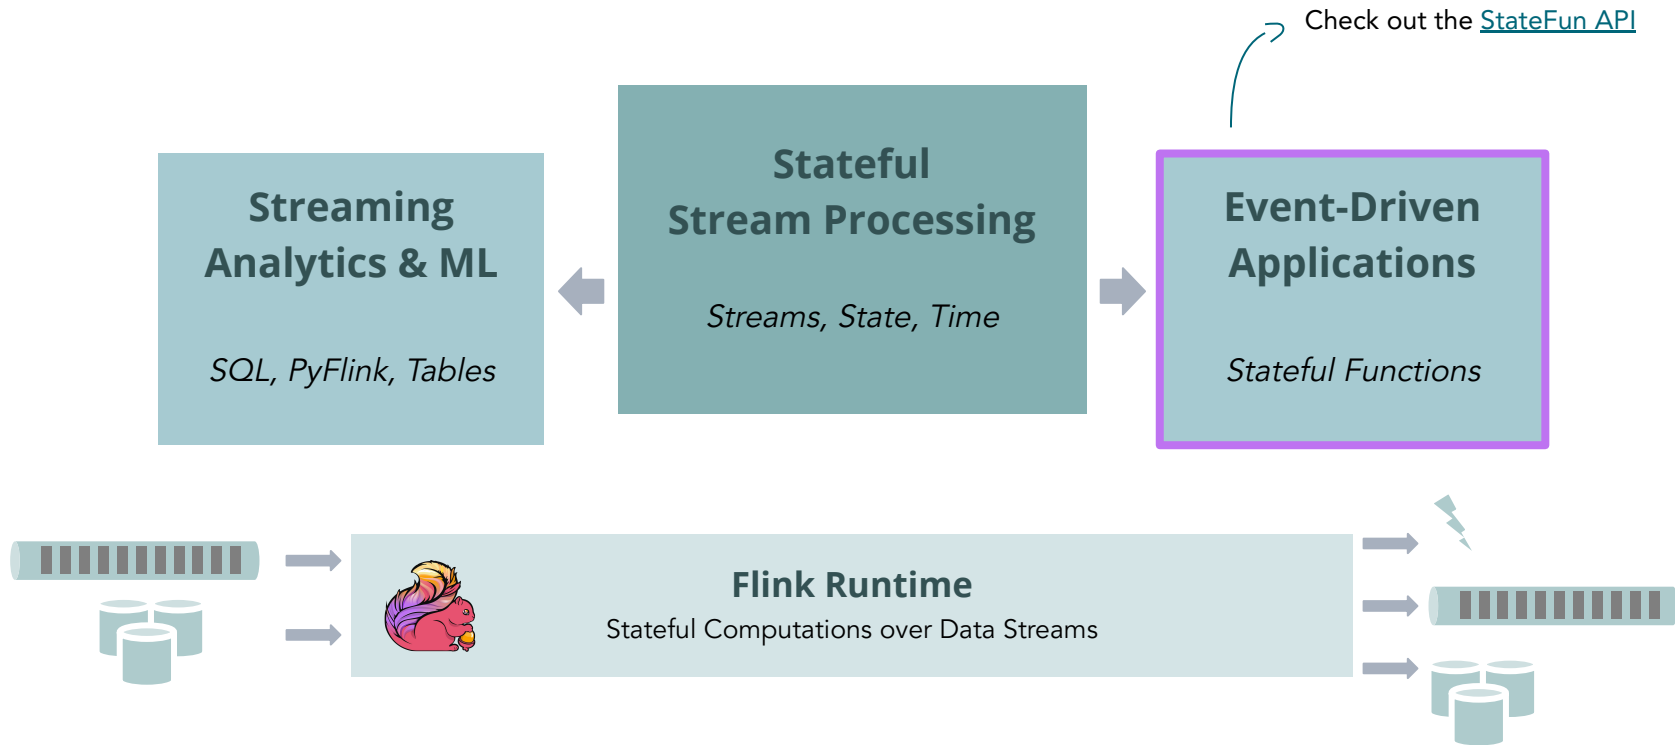 Check out the StateFun API
Streaming
Analytics & ML
SQL, PyFlink, Tables
Stateful
Stream Processing
Streams, State, Time
Event-Driven
Applications
Stateful Functions
Flink Runtime
Stateful Computations over Data Streams